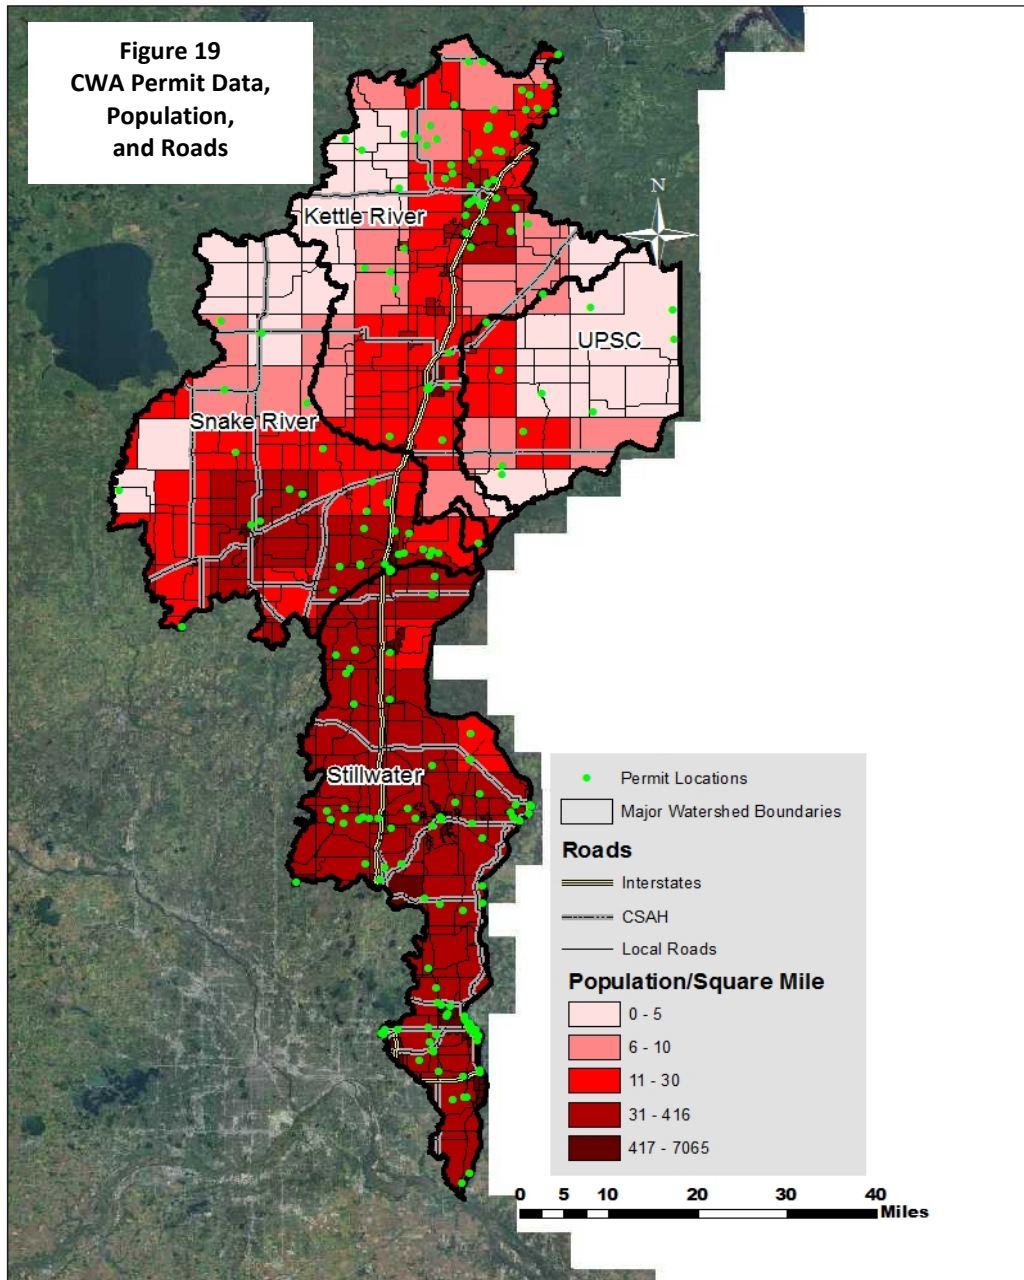 Figure 19
CWA Permit Data,
Population,
and Roads
N
Kettle River
UPSC
Snake River
Stillwater
Permit Locations
Major Watershed Boundaries
Roads
Interstates
CSAH
Local Roads
Population/Square Mile
0 - 5
6 - 10
11 - 30
31 - 416
417 - 7065
0 5 10 20 30 40
Miles